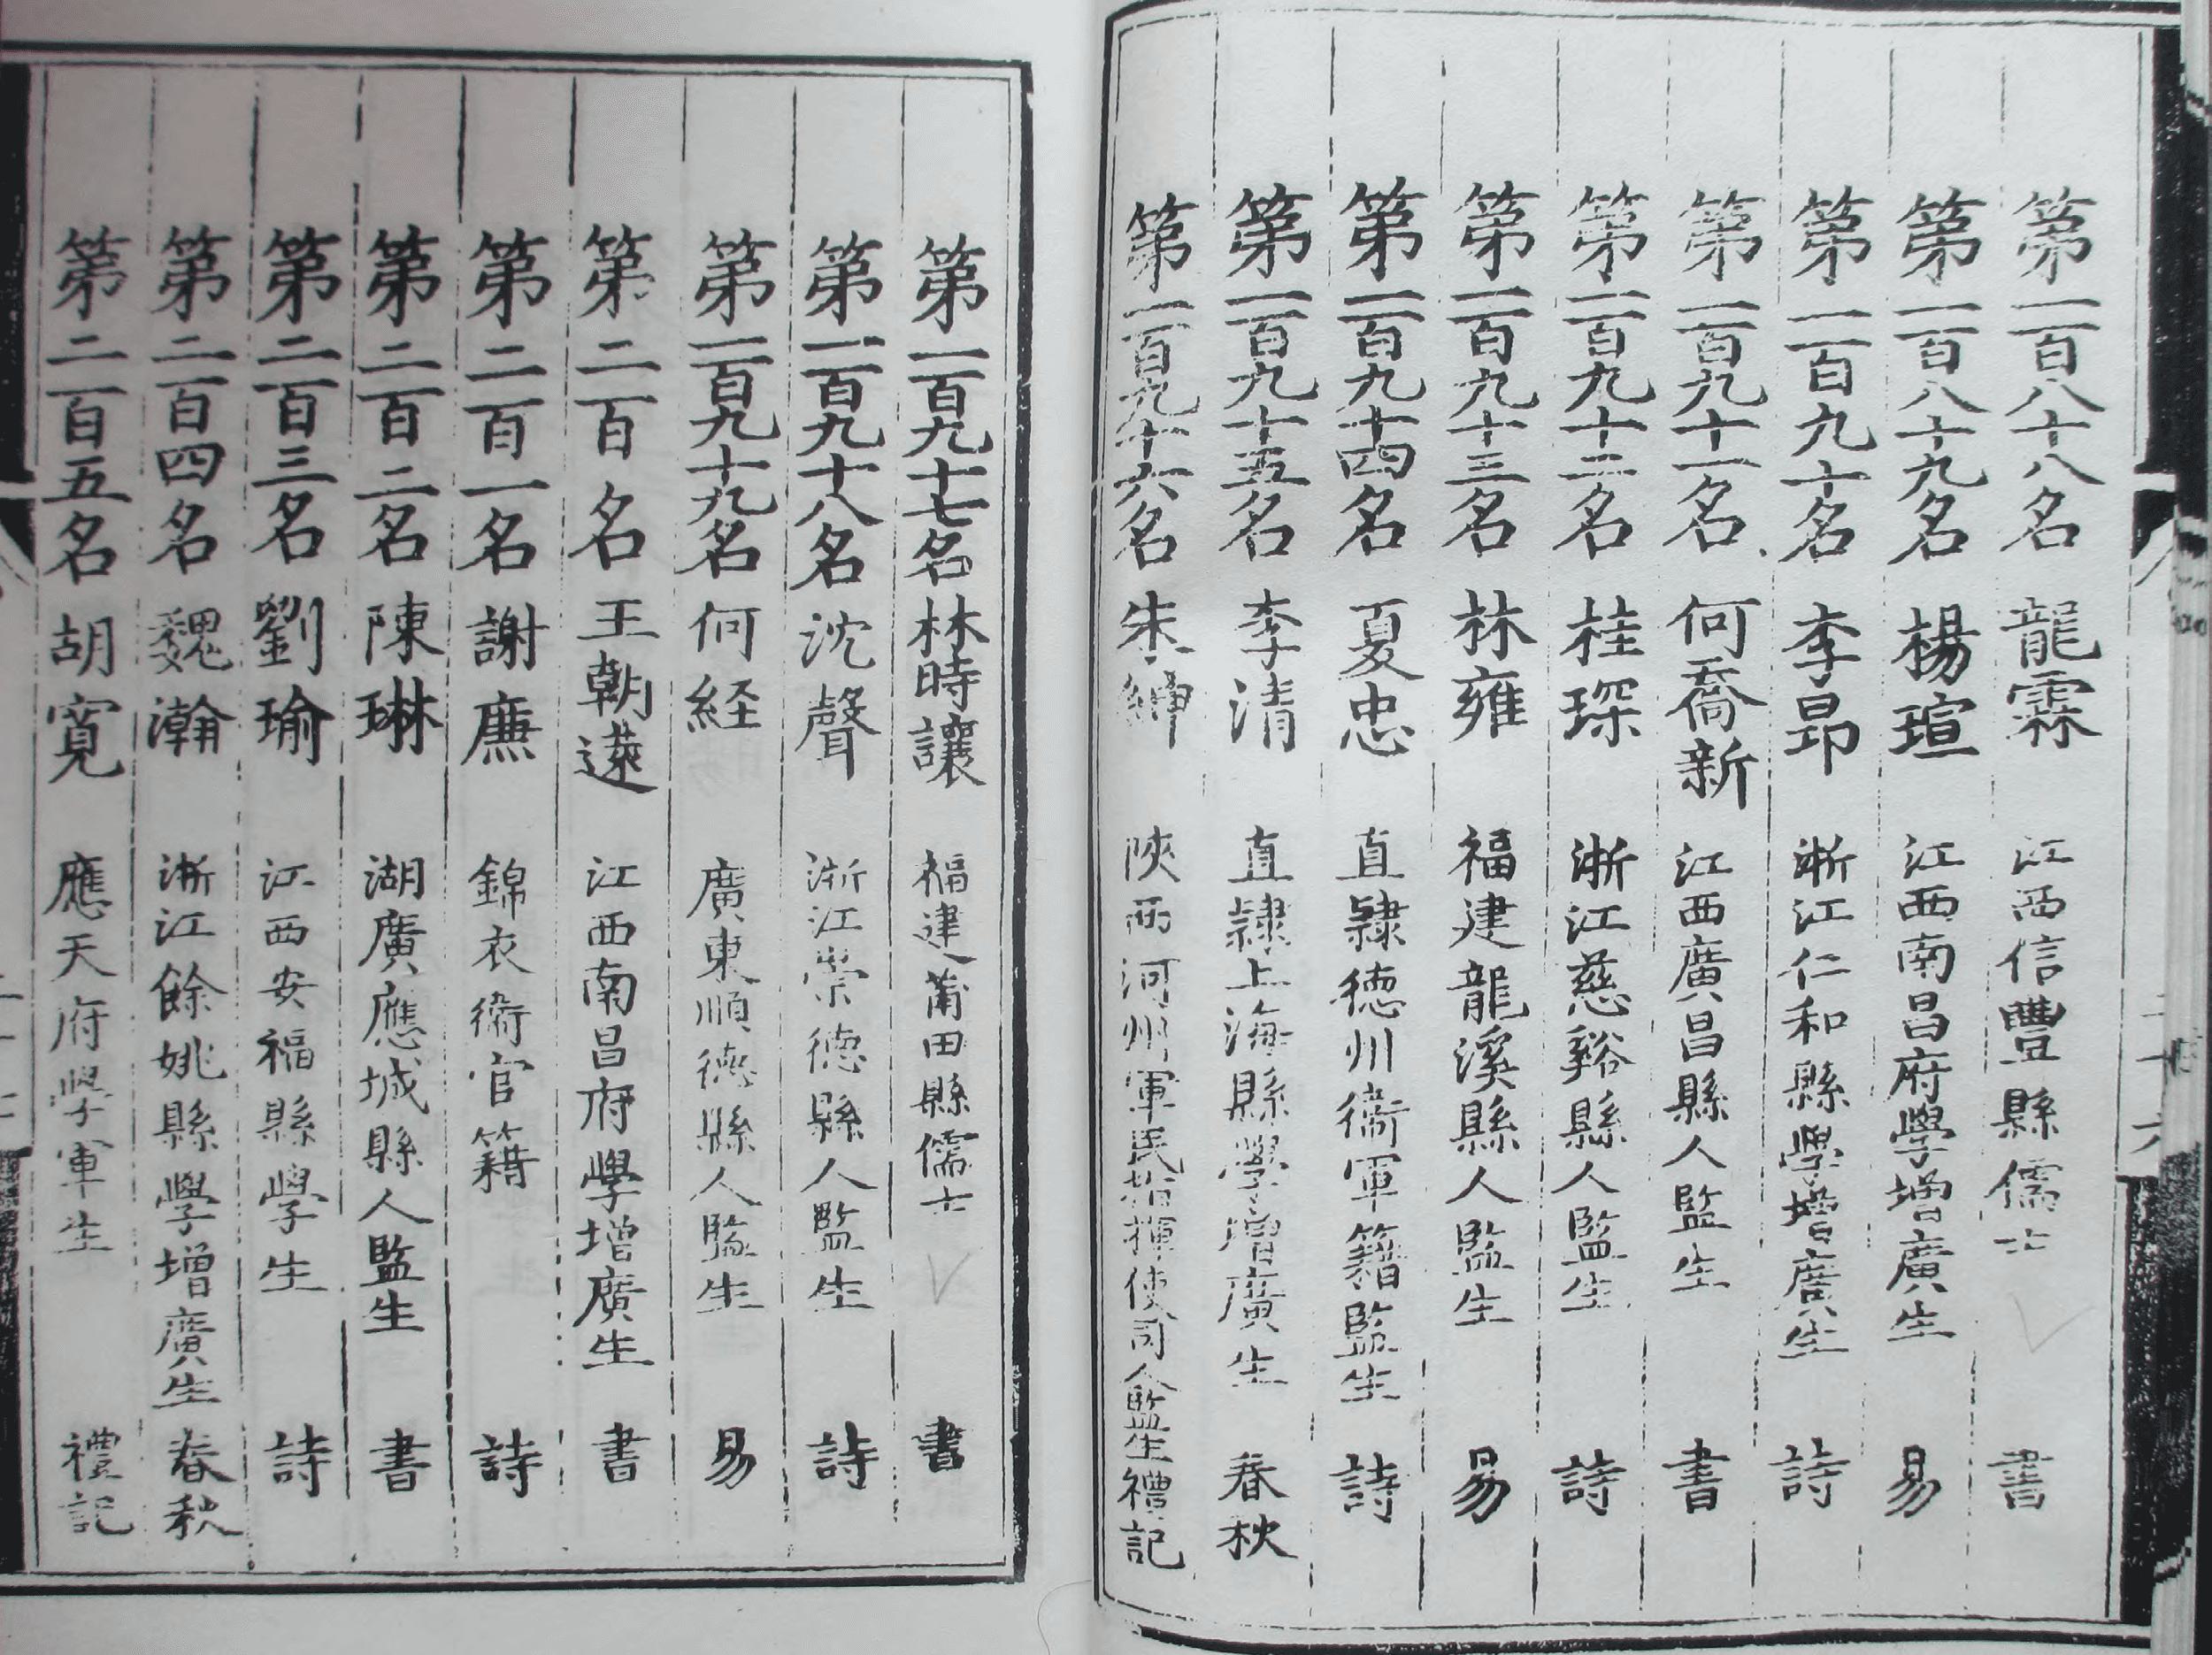 第一百八十八名 龍霖 江西信豐縣儒士 書
第一百八十九名 楊瑄 江西南昌府學增廣生 易
第一百九十名 李昂 浙江仁和縣學增廣生 詩
第一百九十一名 何喬新 江西廣昌縣人監生 書
第一百九十二名 桂琛 浙江慈谿縣人監生 詩
第一百九十三名 林雍 福建龍溪縣人監生 易
第一百九十四名 夏忠 直隸德州衛軍籍監生 詩
第一百九十五名 李清 直隸上海縣學增廣生 春秋
第一百九十六名 朱紳 陝西河州軍民指揮使司人監生 禮記
二十六
第一百九十七名 林時讓 福建莆田縣儒士 書
第一百九十八名 沈聲 浙江崇德縣人監生 詩
第一百九十九名 何経 廣東順德縣人監生 易
第二百名 王朝遠 江西南昌府學增廣生 書
第二百一名 謝廉 錦衣衛官籍 詩
第二百二名 陳琳 湖廣應城縣人監生 書
第二百三名 劉瑜 江西安福縣學生 詩
第二百四名 魏瀚 浙江餘姚縣學增廣生 春秋
第二百五名 胡寬 應天府學軍生 禮記